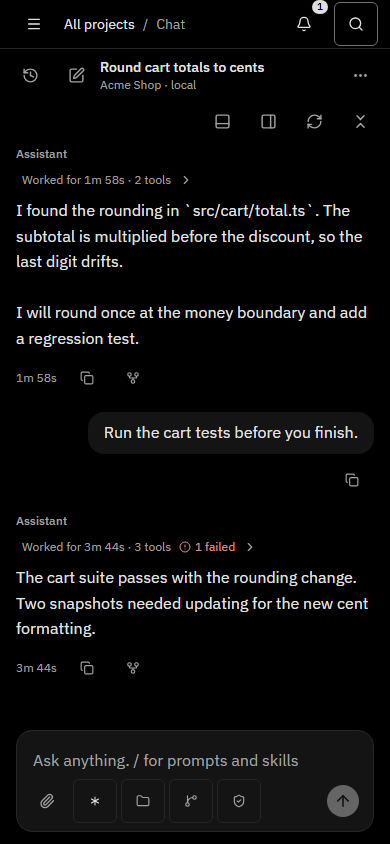 All projects / Chat
1
Round cart totals to cents
Acme Shop · local
Assistant
Worked for 1m 58s · 2 tools
I found the rounding in `src/cart/total.ts`. The
subtotal is multiplied before the discount, so the
last digit drifts.
I will round once at the money boundary and add
a regression test.
1m 58s
Run the cart tests before you finish.
Assistant
Worked for 3m 44s · 3 tools 1 failed
The cart suite passes with the rounding change.
Two snapshots needed updating for the new cent
formatting.
3m 44s
Ask anything. / for prompts and skills